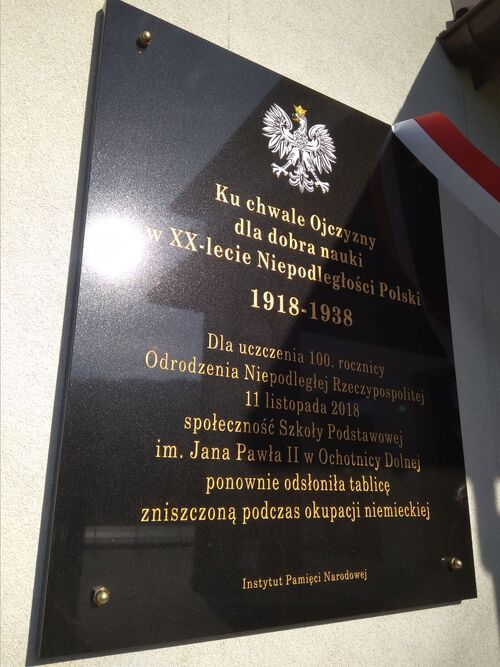 Ku chwale Ojczyzny
dla dobra nauki
w XX-lecie Niepodległości Polski
1918-1938
Dla uczczenia 100. rocznicy
Odrodzenia Niepodległej Rzeczypospolitej
11 listopada 2018
społeczność Szkoły Podstawowej
im. Jana Pawła II w Ochotnicy Dolnej
ponownie odsłoniła tablicę
zniszczoną podczas okupacji niemieckiej
Instytut Pamięci Narodowej